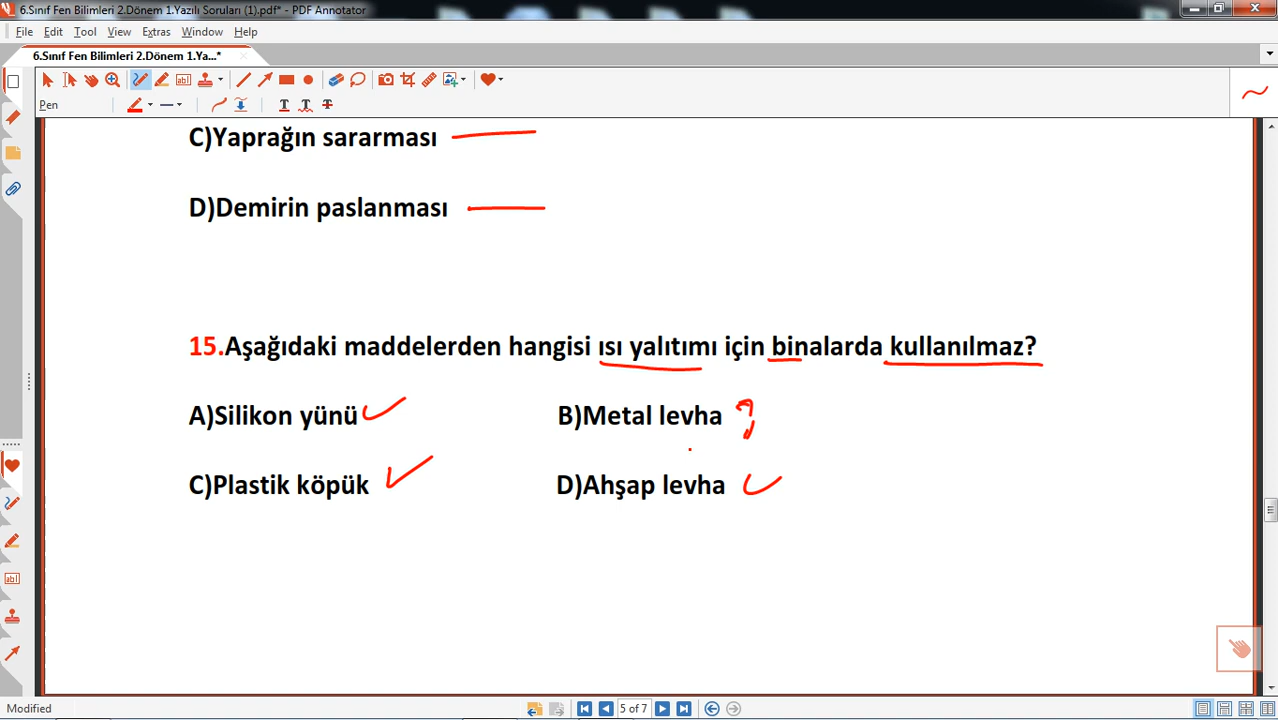 6.Sınıf Fen Bilimleri 2.Dönem 1.Yazılı Soruları (1).pdf* - PDF Annotator
File Edit Tool View Extras Window Help
6.Sınıf Fen Bilimleri 2.Dönem 1.Ya...*
Pen
C)Yaprağın sararması
D)Demirin paslanması
15.Aşağıdaki maddelerden hangisi ısı yalıtımı için binalarda kullanılmaz?
A)Silikon yünü B)Metal levha
C)Plastik köpük D)Ahşap levha
Modified 5 of 7